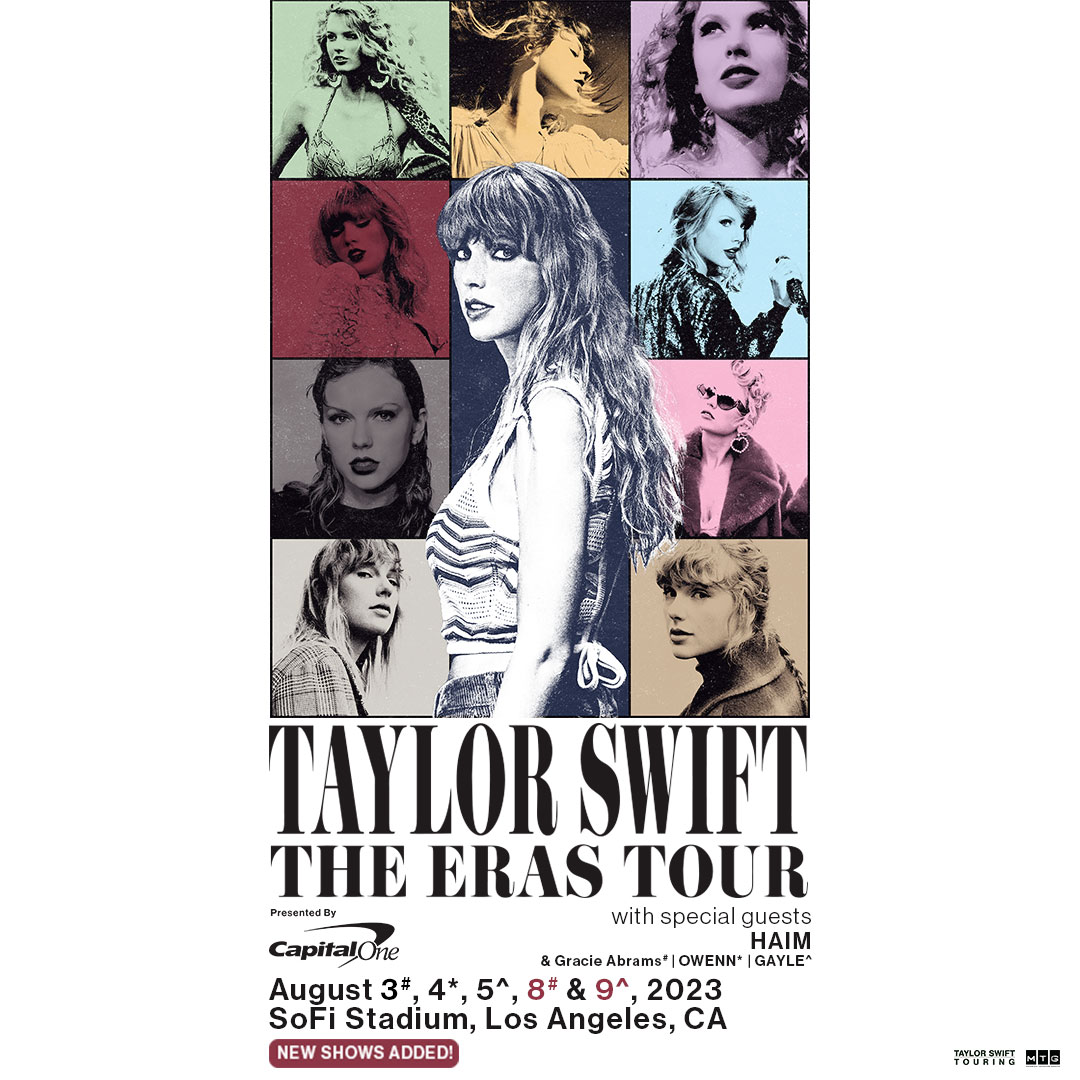 TAYLOR SWIFT
THE ERAS TOUR
Presented By
Capital One
with special guests
HAIM
& Gracie Abrams# | OWENN* | GAYLE^
August 3#, 4*, 5^, 8# & 9^, 2023
SoFi Stadium, Los Angeles, CA
NEW SHOWS ADDED!
TAYLOR SWIFT
TOURING
MTG